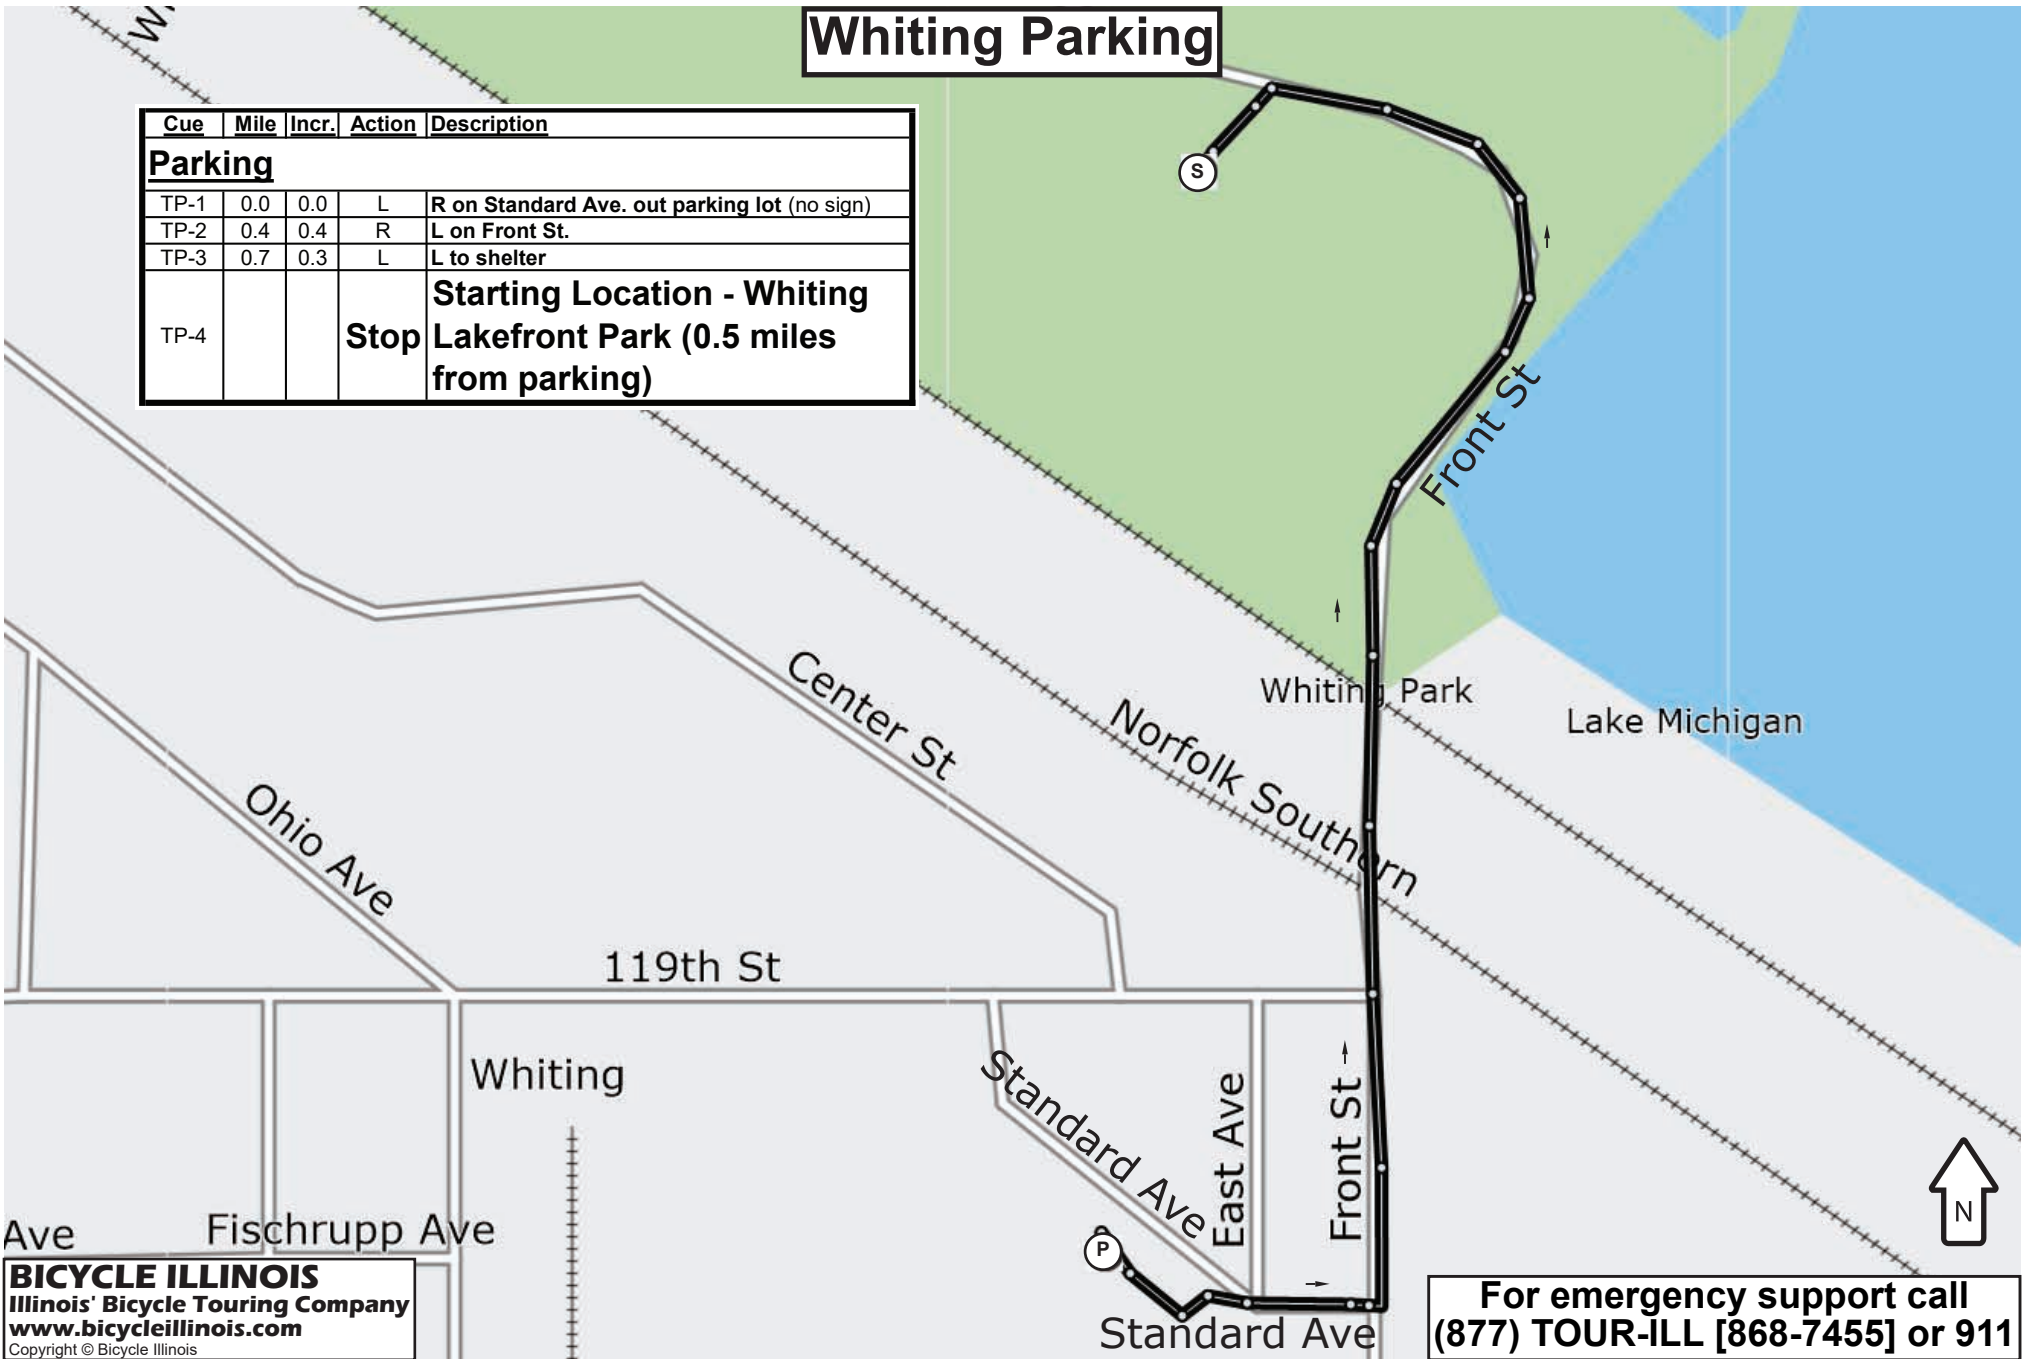 Whiting Parking
Cue Mile Incr. Action Description
Parking
TP-1 0.0 0.0 L R on Standard Ave. out parking lot (no sign)
TP-2 0.4 0.4 R L on Front St.
TP-3 0.7 0.3 L L to shelter
TP-4 Stop Starting Location - Whiting
Lakefront Park (0.5 miles
from parking)
S
Front St
Whiting Park
Lake Michigan
Center St
Norfolk Southern
Ohio Ave
119th St
Whiting
Standard Ave
East Ave
Front St
Ave
Fischrupp Ave
P
Standard Ave
N
BICYCLE ILLINOIS
Illinois' Bicycle Touring Company
www.bicycleillinois.com
Copyright © Bicycle Illinois
For emergency support call
(877) TOUR-ILL [868-7455] or 911